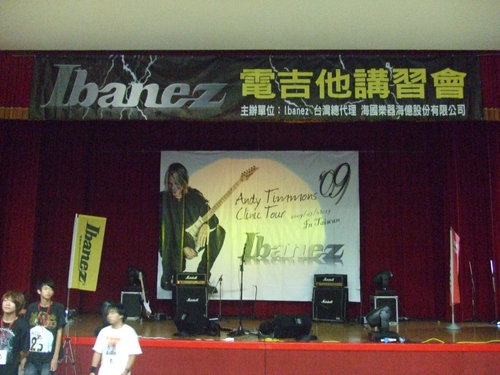 Ibanez 電吉他講習會
主辦單位：Ibanez 台灣總代理 海國樂器海億股份有限公司
Andy Timmons '09
Clinic Tour
In Taiwan
Ibanez
Ibanez
Marshall
Marshall